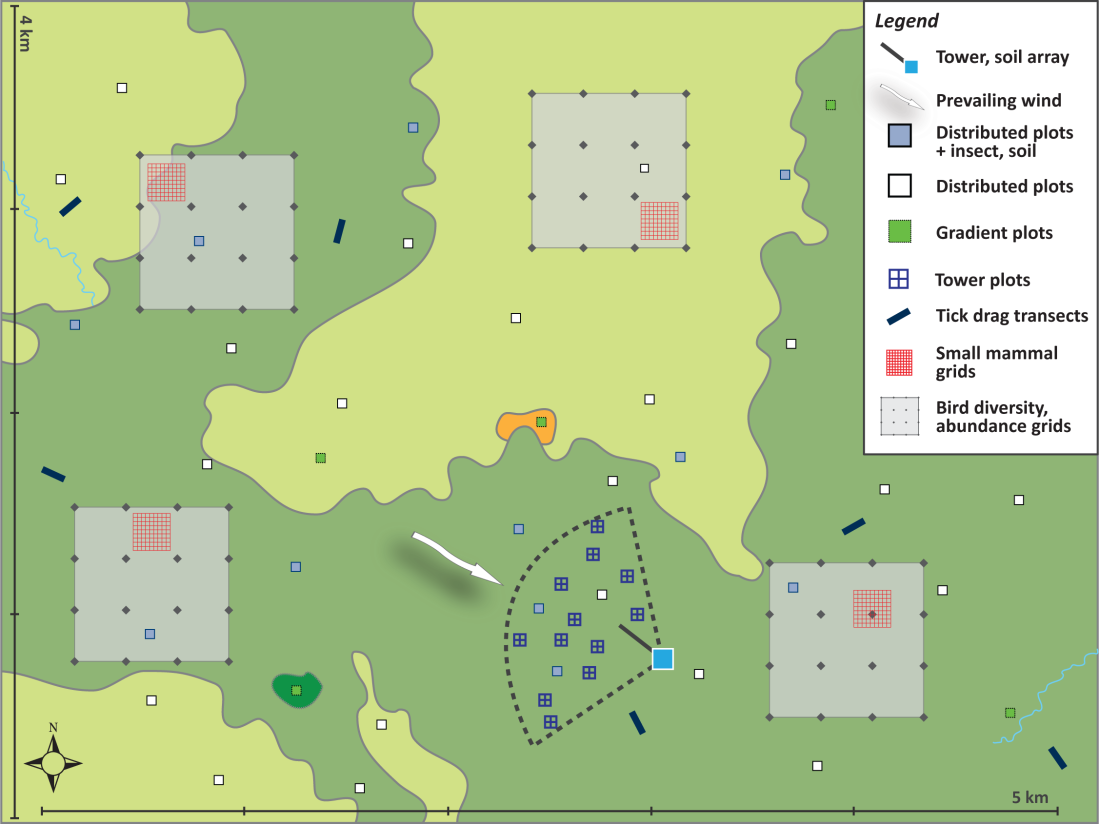 4 km
Legend
Tower, soil array
Prevailing wind
Distributed plots
+ insect, soil
Distributed plots
Gradient plots
Tower plots
Tick drag transects
Small mammal
grids
Bird diversity,
abundance grids
N
5 km